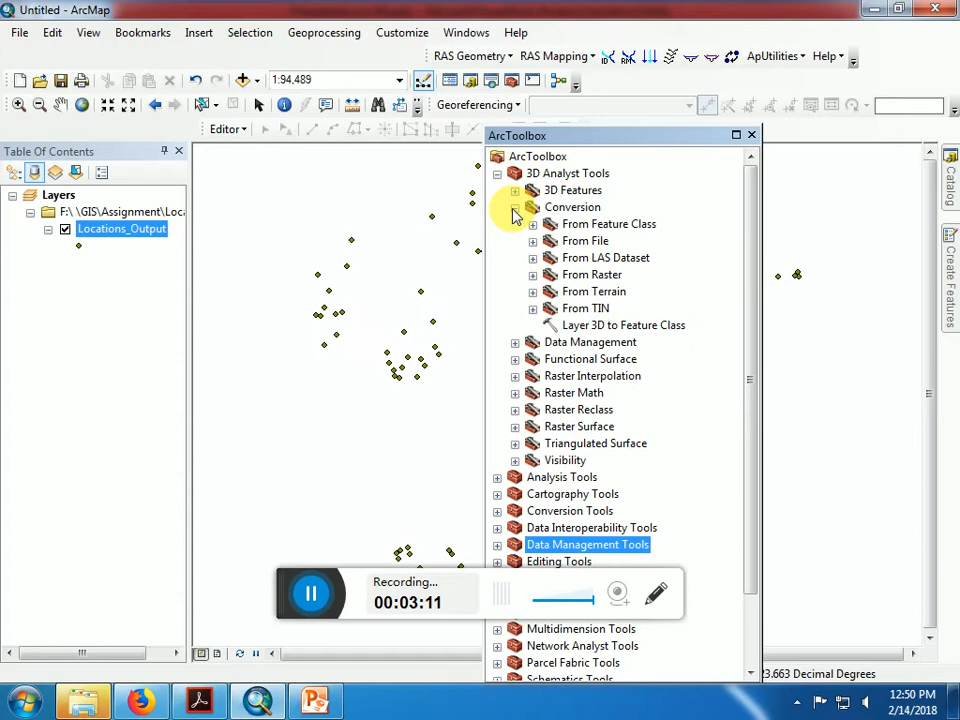 Untitled - ArcMap
File Edit View Bookmarks Insert Selection Geoprocessing Customize Windows Help
RAS Geometry RAS Mapping ApUtilities Help
1:94,489
Georeferencing
Editor
Table Of Contents
Layers
F:\ \GIS\Assignment\Loca
Locations_Output
ArcToolbox
ArcToolbox
3D Analyst Tools
3D Features
Conversion
From Feature Class
From File
From LAS Dataset
From Raster
From Terrain
From TIN
Layer 3D to Feature Class
Data Management
Functional Surface
Raster Interpolation
Raster Math
Raster Reclass
Raster Surface
Triangulated Surface
Visibility
Analysis Tools
Cartography Tools
Conversion Tools
Data Interoperability Tools
Data Management Tools
Editing Tools
Multidimension Tools
Network Analyst Tools
Parcel Fabric Tools
Schematics Tools
Catalog
Create Features
Recording...
00:03:11
23.663 Decimal Degrees
12:50 PM
2/14/2018